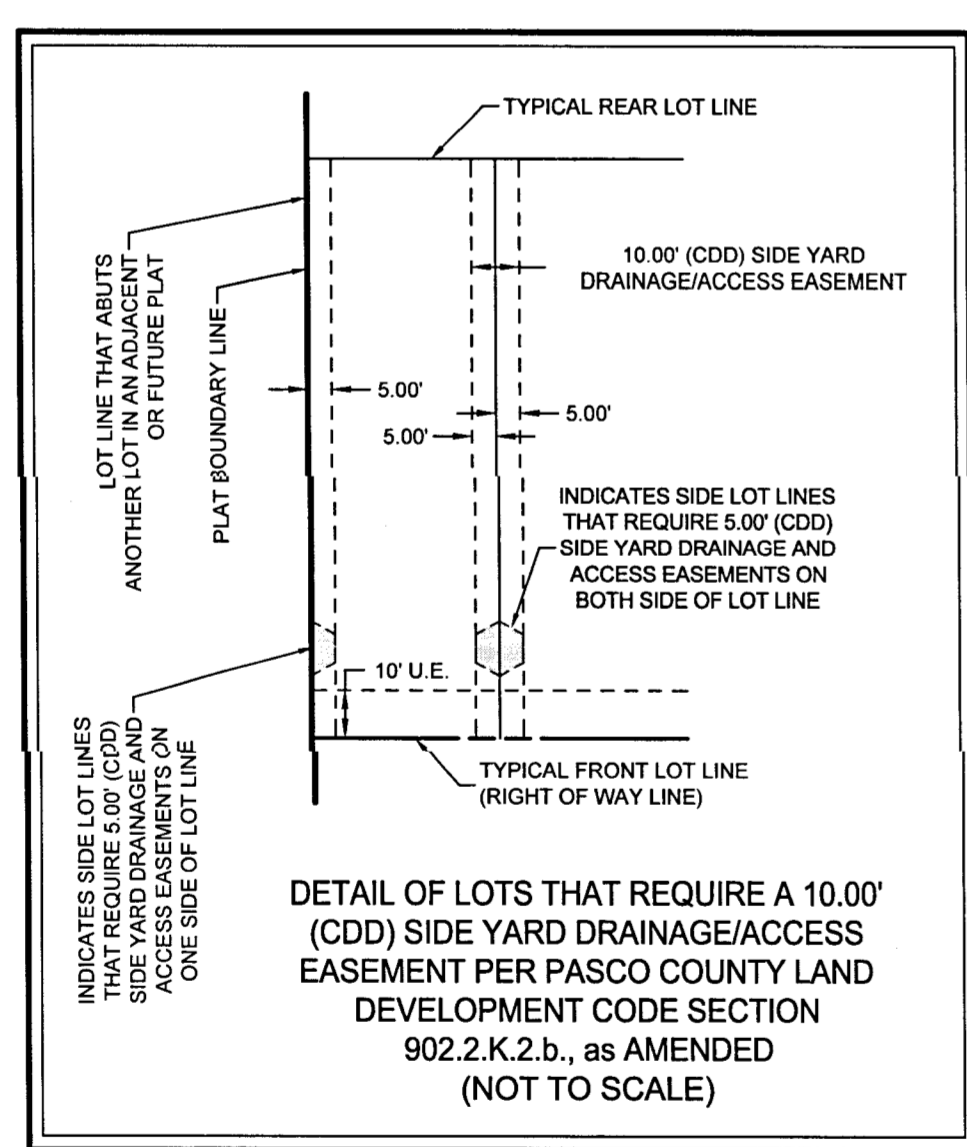 TYPICAL REAR LOT LINE
LOT LINE THAT ABUTS
ANOTHER LOT IN AN ADJACENT
OR FUTURE PLAT
PLAT BOUNDARY LINE
10.00' (CDD) SIDE YARD
DRAINAGE/ACCESS EASEMENT
5.00'
5.00'
5.00'
INDICATES SIDE LOT LINES
THAT REQUIRE 5.00' (CDD)
SIDE YARD DRAINAGE AND
ACCESS EASEMENTS ON
BOTH SIDE OF LOT LINE
10' U.E.
INDICATES SIDE LOT LINES
THAT REQUIRE 5.00' (CDD)
SIDE YARD DRAINAGE AND
ACCESS EASEMENTS ON
ONE SIDE OF LOT LINE
TYPICAL FRONT LOT LINE
(RIGHT OF WAY LINE)
DETAIL OF LOTS THAT REQUIRE A 10.00'
(CDD) SIDE YARD DRAINAGE/ACCESS
EASEMENT PER PASCO COUNTY LAND
DEVELOPMENT CODE SECTION
902.2.K.2.b., as AMENDED
(NOT TO SCALE)